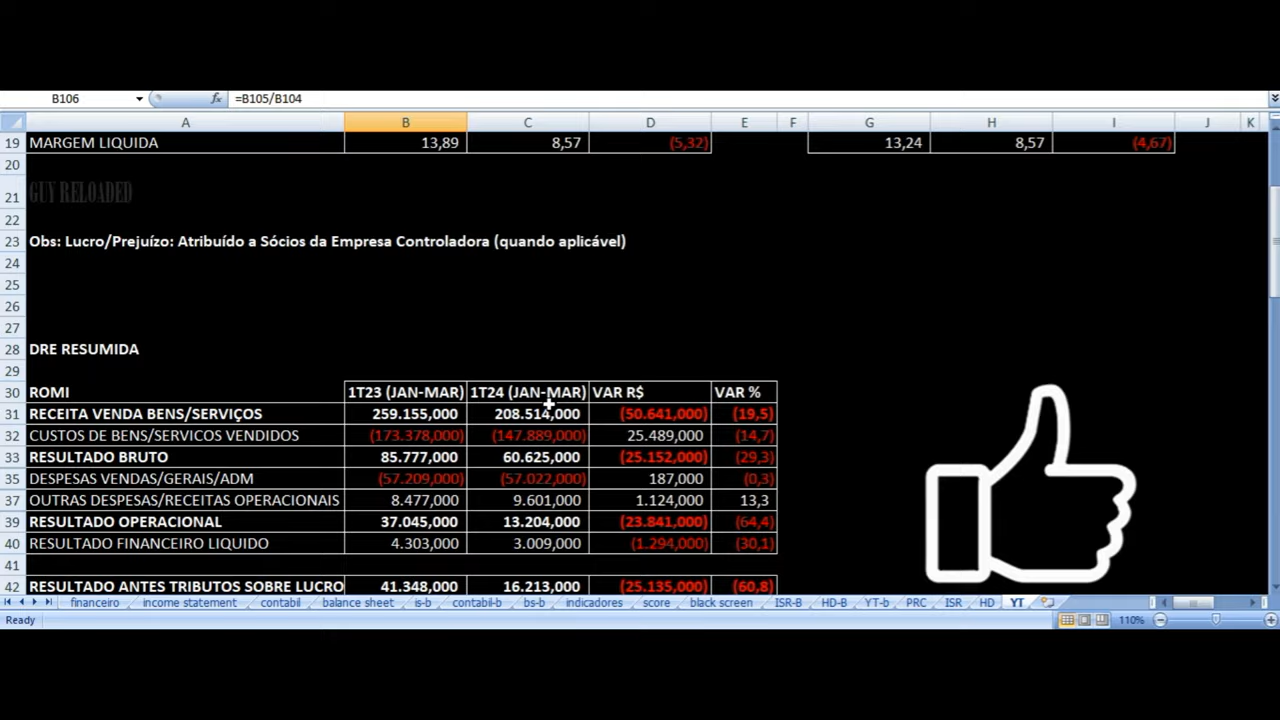 B106 fx =B105/B104
A B C D E F G H I J K
19 MARGEM LIQUIDA 13,89 8,57 (5,32) 13,24 8,57 (4,67)
20
21 GUY RELOADED
22
23 Obs: Lucro/Prejuízo: Atribuído a Sócios da Empresa Controladora (quando aplicável)
24
25
26
27
28 DRE RESUMIDA
29
30 ROMI 1T23 (JAN-MAR) 1T24 (JAN-MAR) VAR R$ VAR %
31 RECEITA VENDA BENS/SERVIÇOS 259.155,000 208.514,000 (50.641,000) (19,5)
32 CUSTOS DE BENS/SERVICOS VENDIDOS (173.378,000) (147.889,000) 25.489,000 (14,7)
33 RESULTADO BRUTO 85.777,000 60.625,000 (25.152,000) (29,3)
35 DESPESAS VENDAS/GERAIS/ADM (57.209,000) (57.022,000) 187,000 (0,3)
37 OUTRAS DESPESAS/RECEITAS OPERACIONAIS 8.477,000 9.601,000 1.124,000 13,3
39 RESULTADO OPERACIONAL 37.045,000 13.204,000 (23.841,000) (64,4)
40 RESULTADO FINANCEIRO LIQUIDO 4.303,000 3.009,000 (1.294,000) (30,1)
41
42 RESULTADO ANTES TRIBUTOS SOBRE LUCRO 41.348,000 16.213,000 (25.135,000) (60,8)
financeiro income statement contabil balance sheet is-b contabil-b bs-b indicadores score black screen ISR-B HD-B YT-b PRC ISR HD YT
Ready 110%